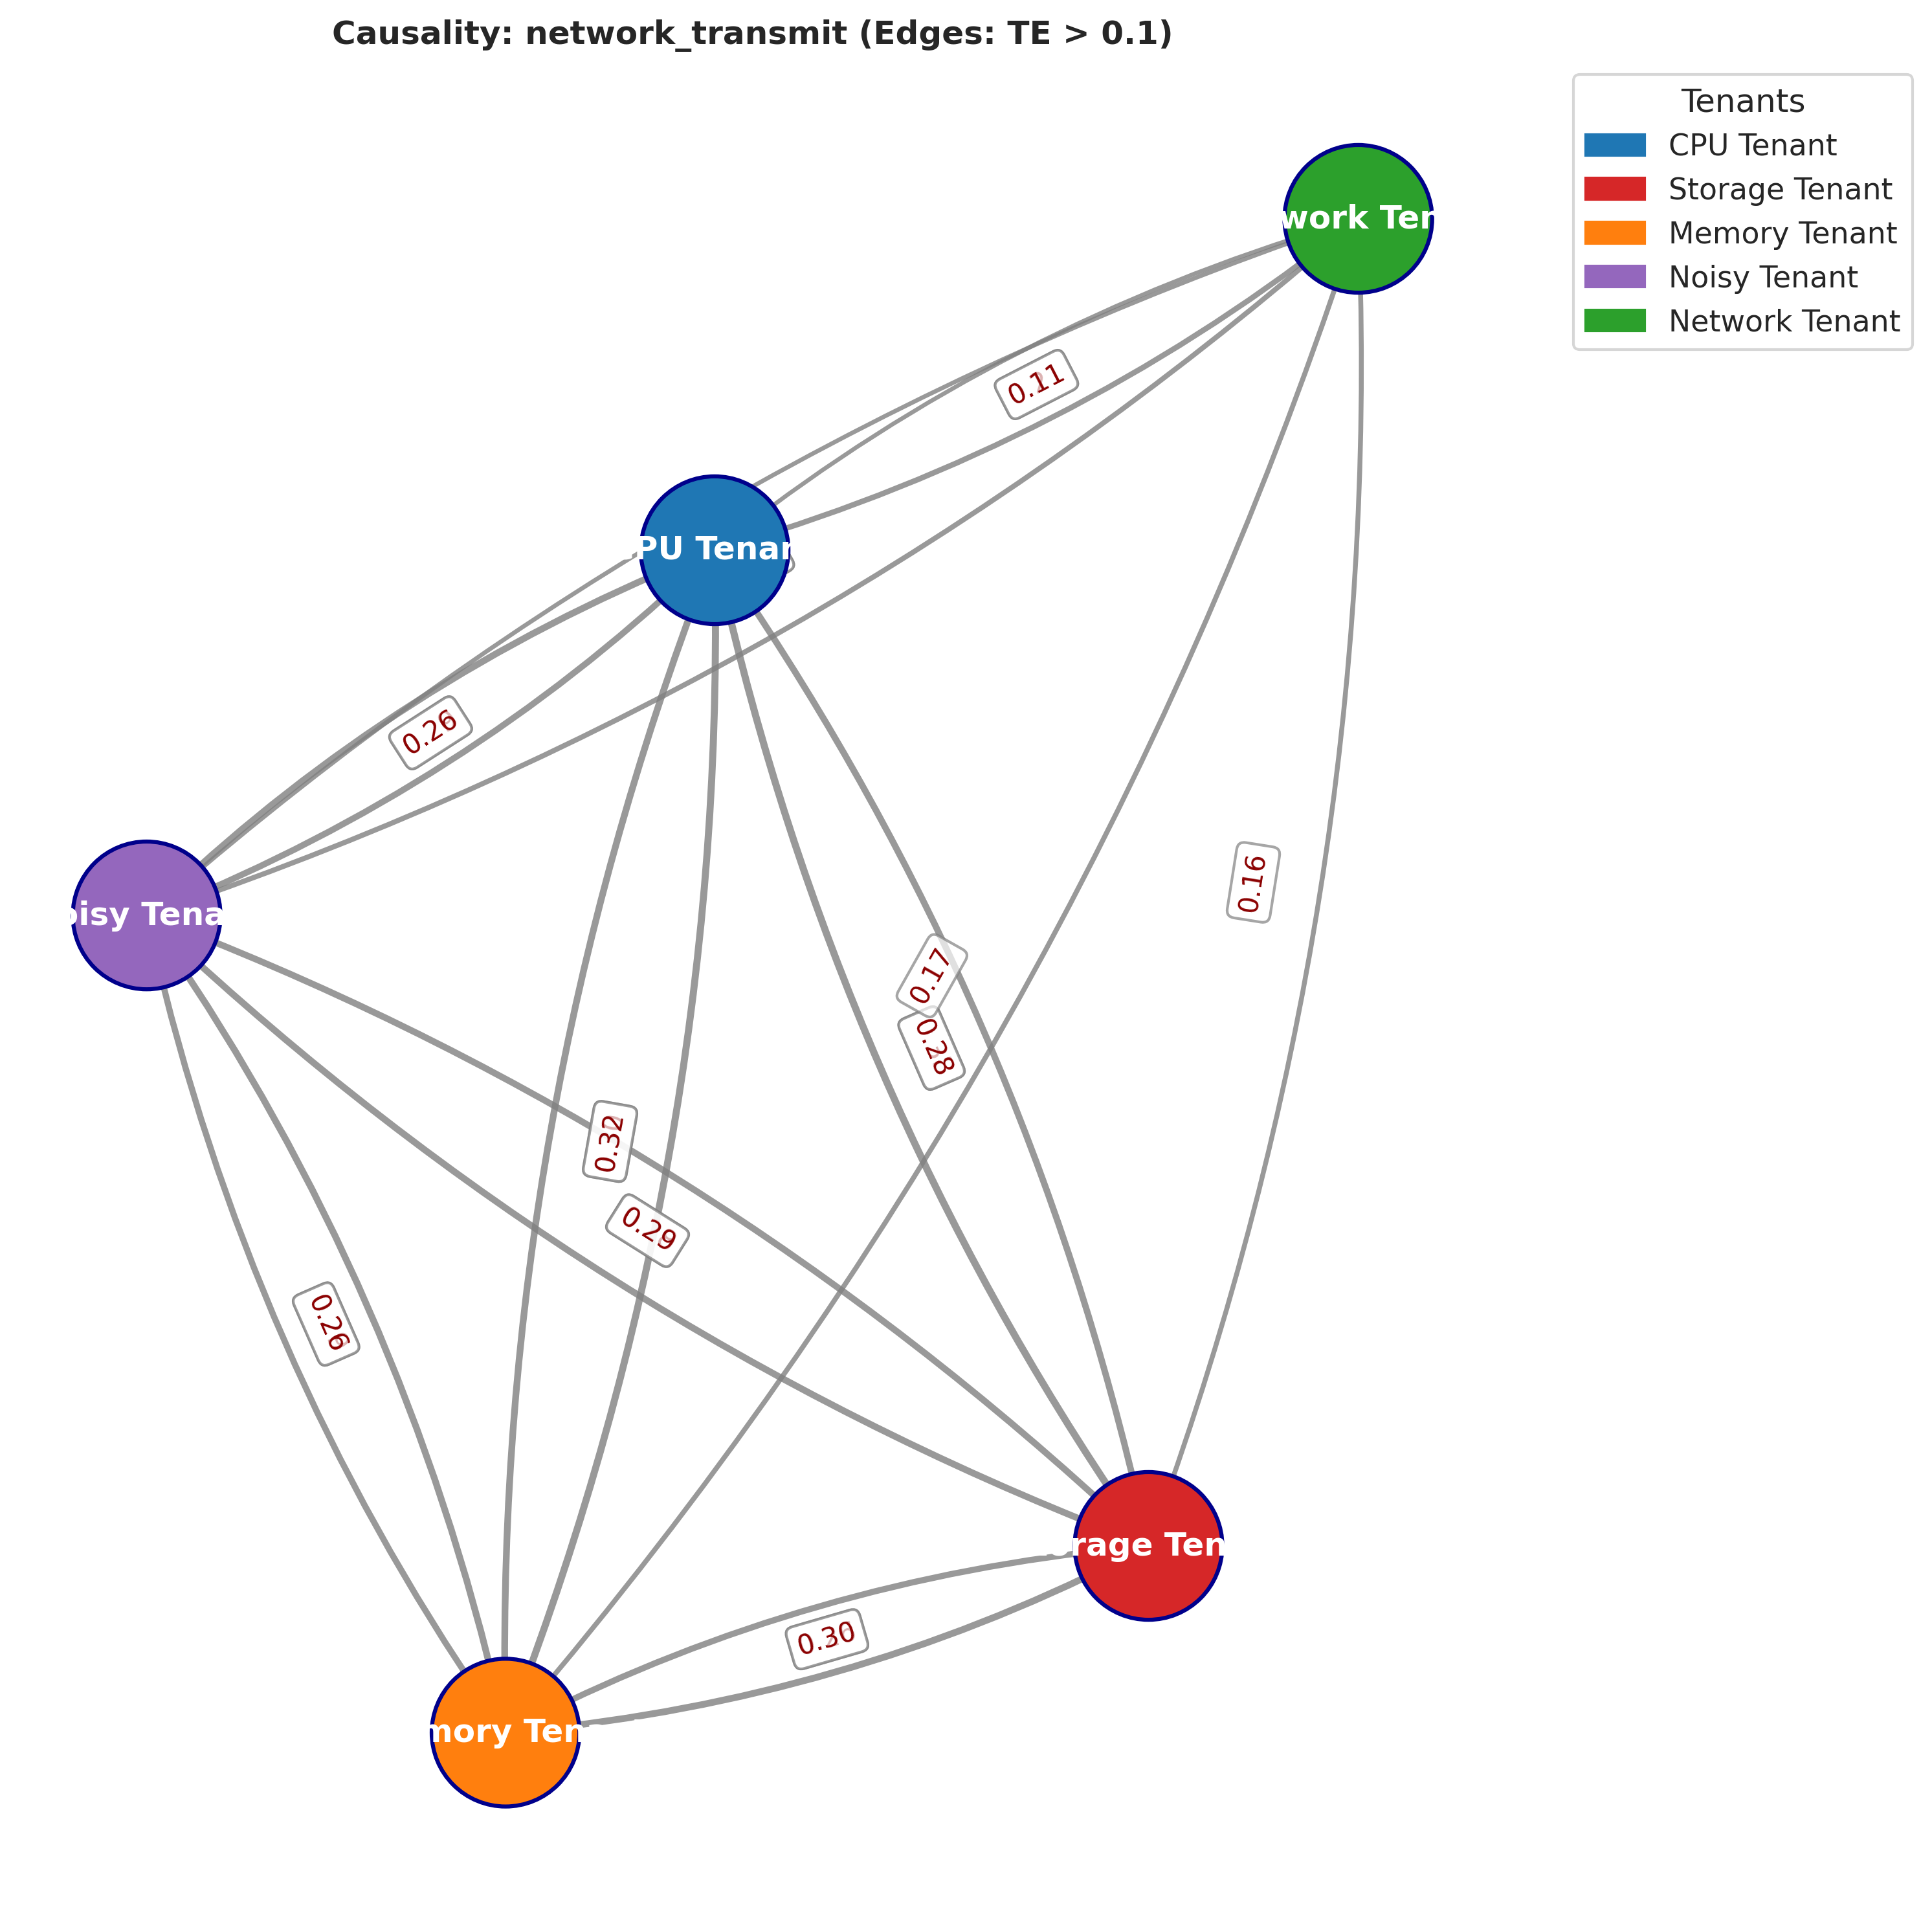 Causality: network_transmit (Edges: TE > 0.1)
Tenants
CPU Tenant
Storage Tenant
Memory Tenant
Noisy Tenant
Network Tenant
work Ten
0.11
PU Tenan
0.26
0.16
oisy Tena
0.17
0.28
0.32
0.29
0.26
rage Ten
0.30
mory Ten